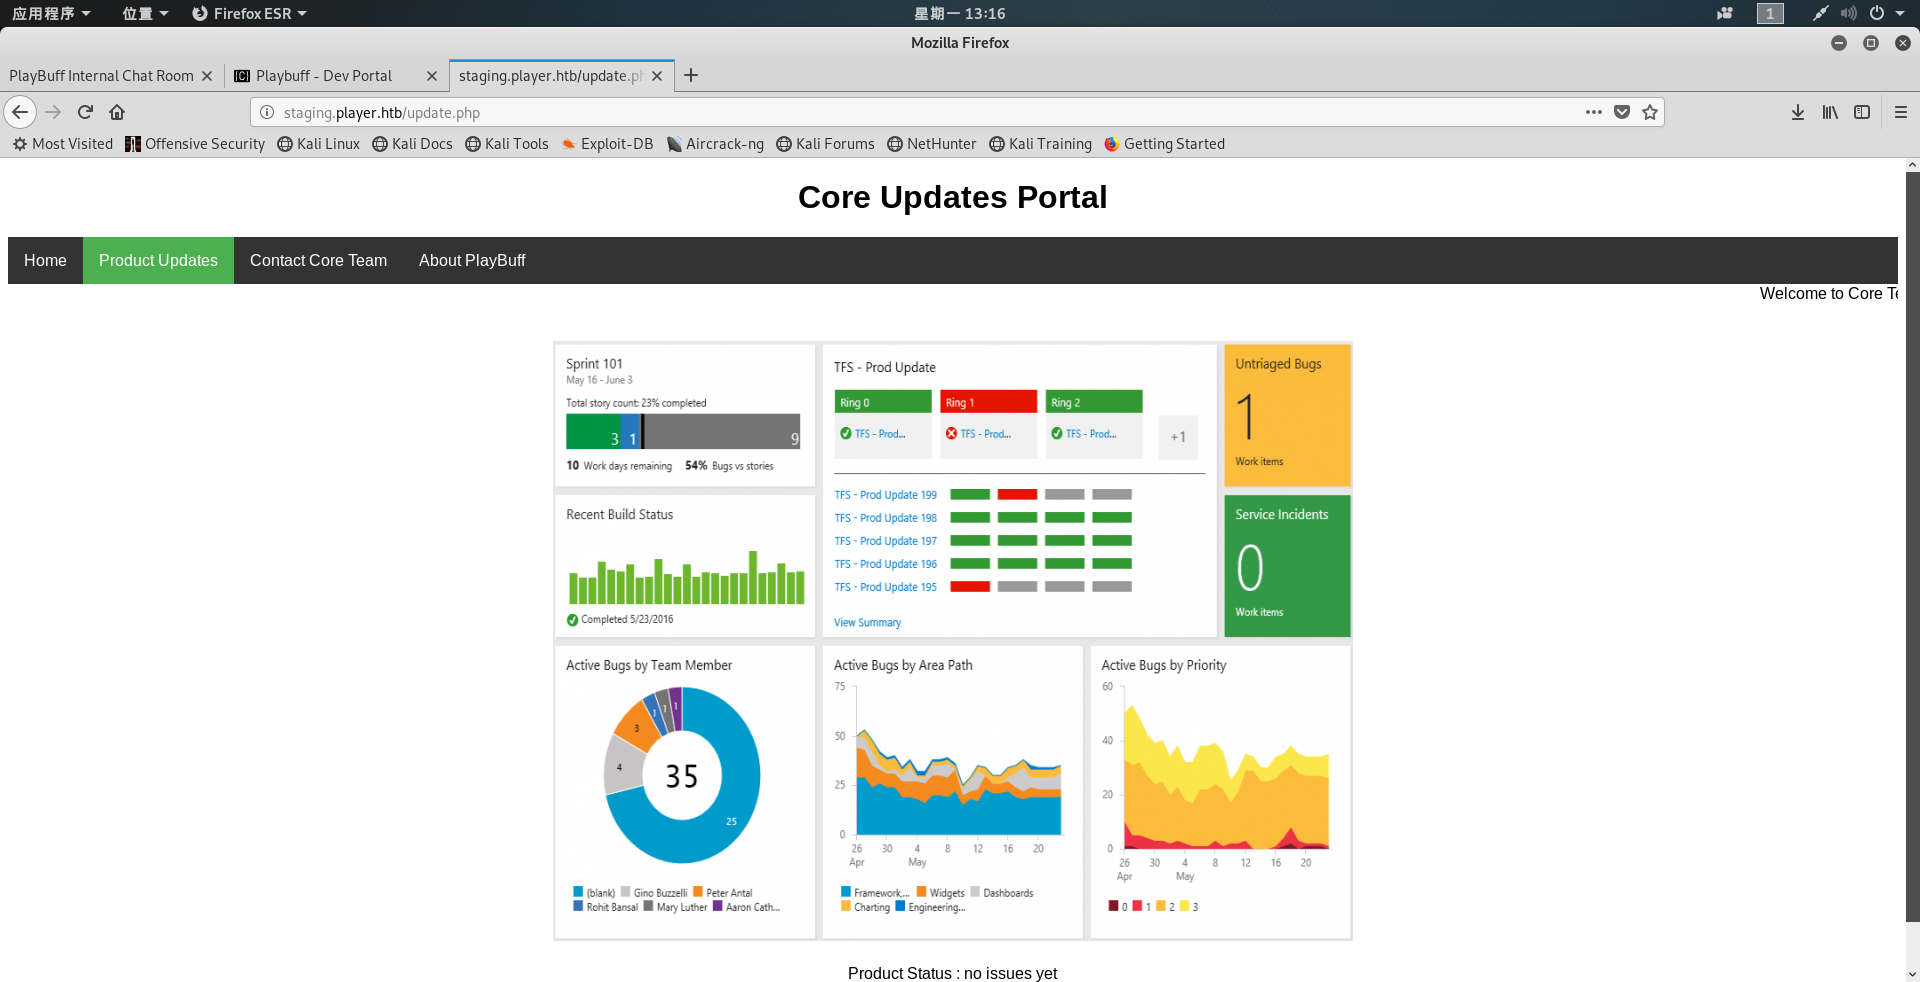 应用程序 位置 Firefox ESR 星期一 13:16 1
Mozilla Firefox
PlayBuff Internal Chat Room Playbuff - Dev Portal staging.player.htb/update.ph
staging.player.htb/update.php
Most Visited Offensive Security Kali Linux Kali Docs Kali Tools Exploit-DB Aircrack-ng Kali Forums NetHunter Kali Training Getting Started
Core Updates Portal
Home Product Updates Contact Core Team About PlayBuff
Welcome to Core Te
Sprint 101
May 16 - June 3
Total story count: 23% completed
3 1 9
10 Work days remaining 54% Bugs vs stories
TFS - Prod Update
Ring 0 Ring 1 Ring 2
TFS - Prod... TFS - Prod... TFS - Prod... +1
TFS - Prod Update 199
TFS - Prod Update 198
TFS - Prod Update 197
TFS - Prod Update 196
TFS - Prod Update 195
View Summary
Untriaged Bugs
1
Work items
Recent Build Status
Completed 5/23/2016
Service Incidents
0
Work items
Active Bugs by Team Member
1 1 1
3
4
35
25
(blank) Gino Buzzelli Peter Antal
Rohit Bansal Mary Luther Aaron Cath...
Active Bugs by Area Path
75
50
25
0
26 30 4 8 12 16 20
Apr May
Framework,... Widgets Dashboards
Charting Engineering...
Active Bugs by Priority
60
40
20
0
26 30 4 8 12 16 20
Apr May
0 1 2 3
Product Status : no issues yet